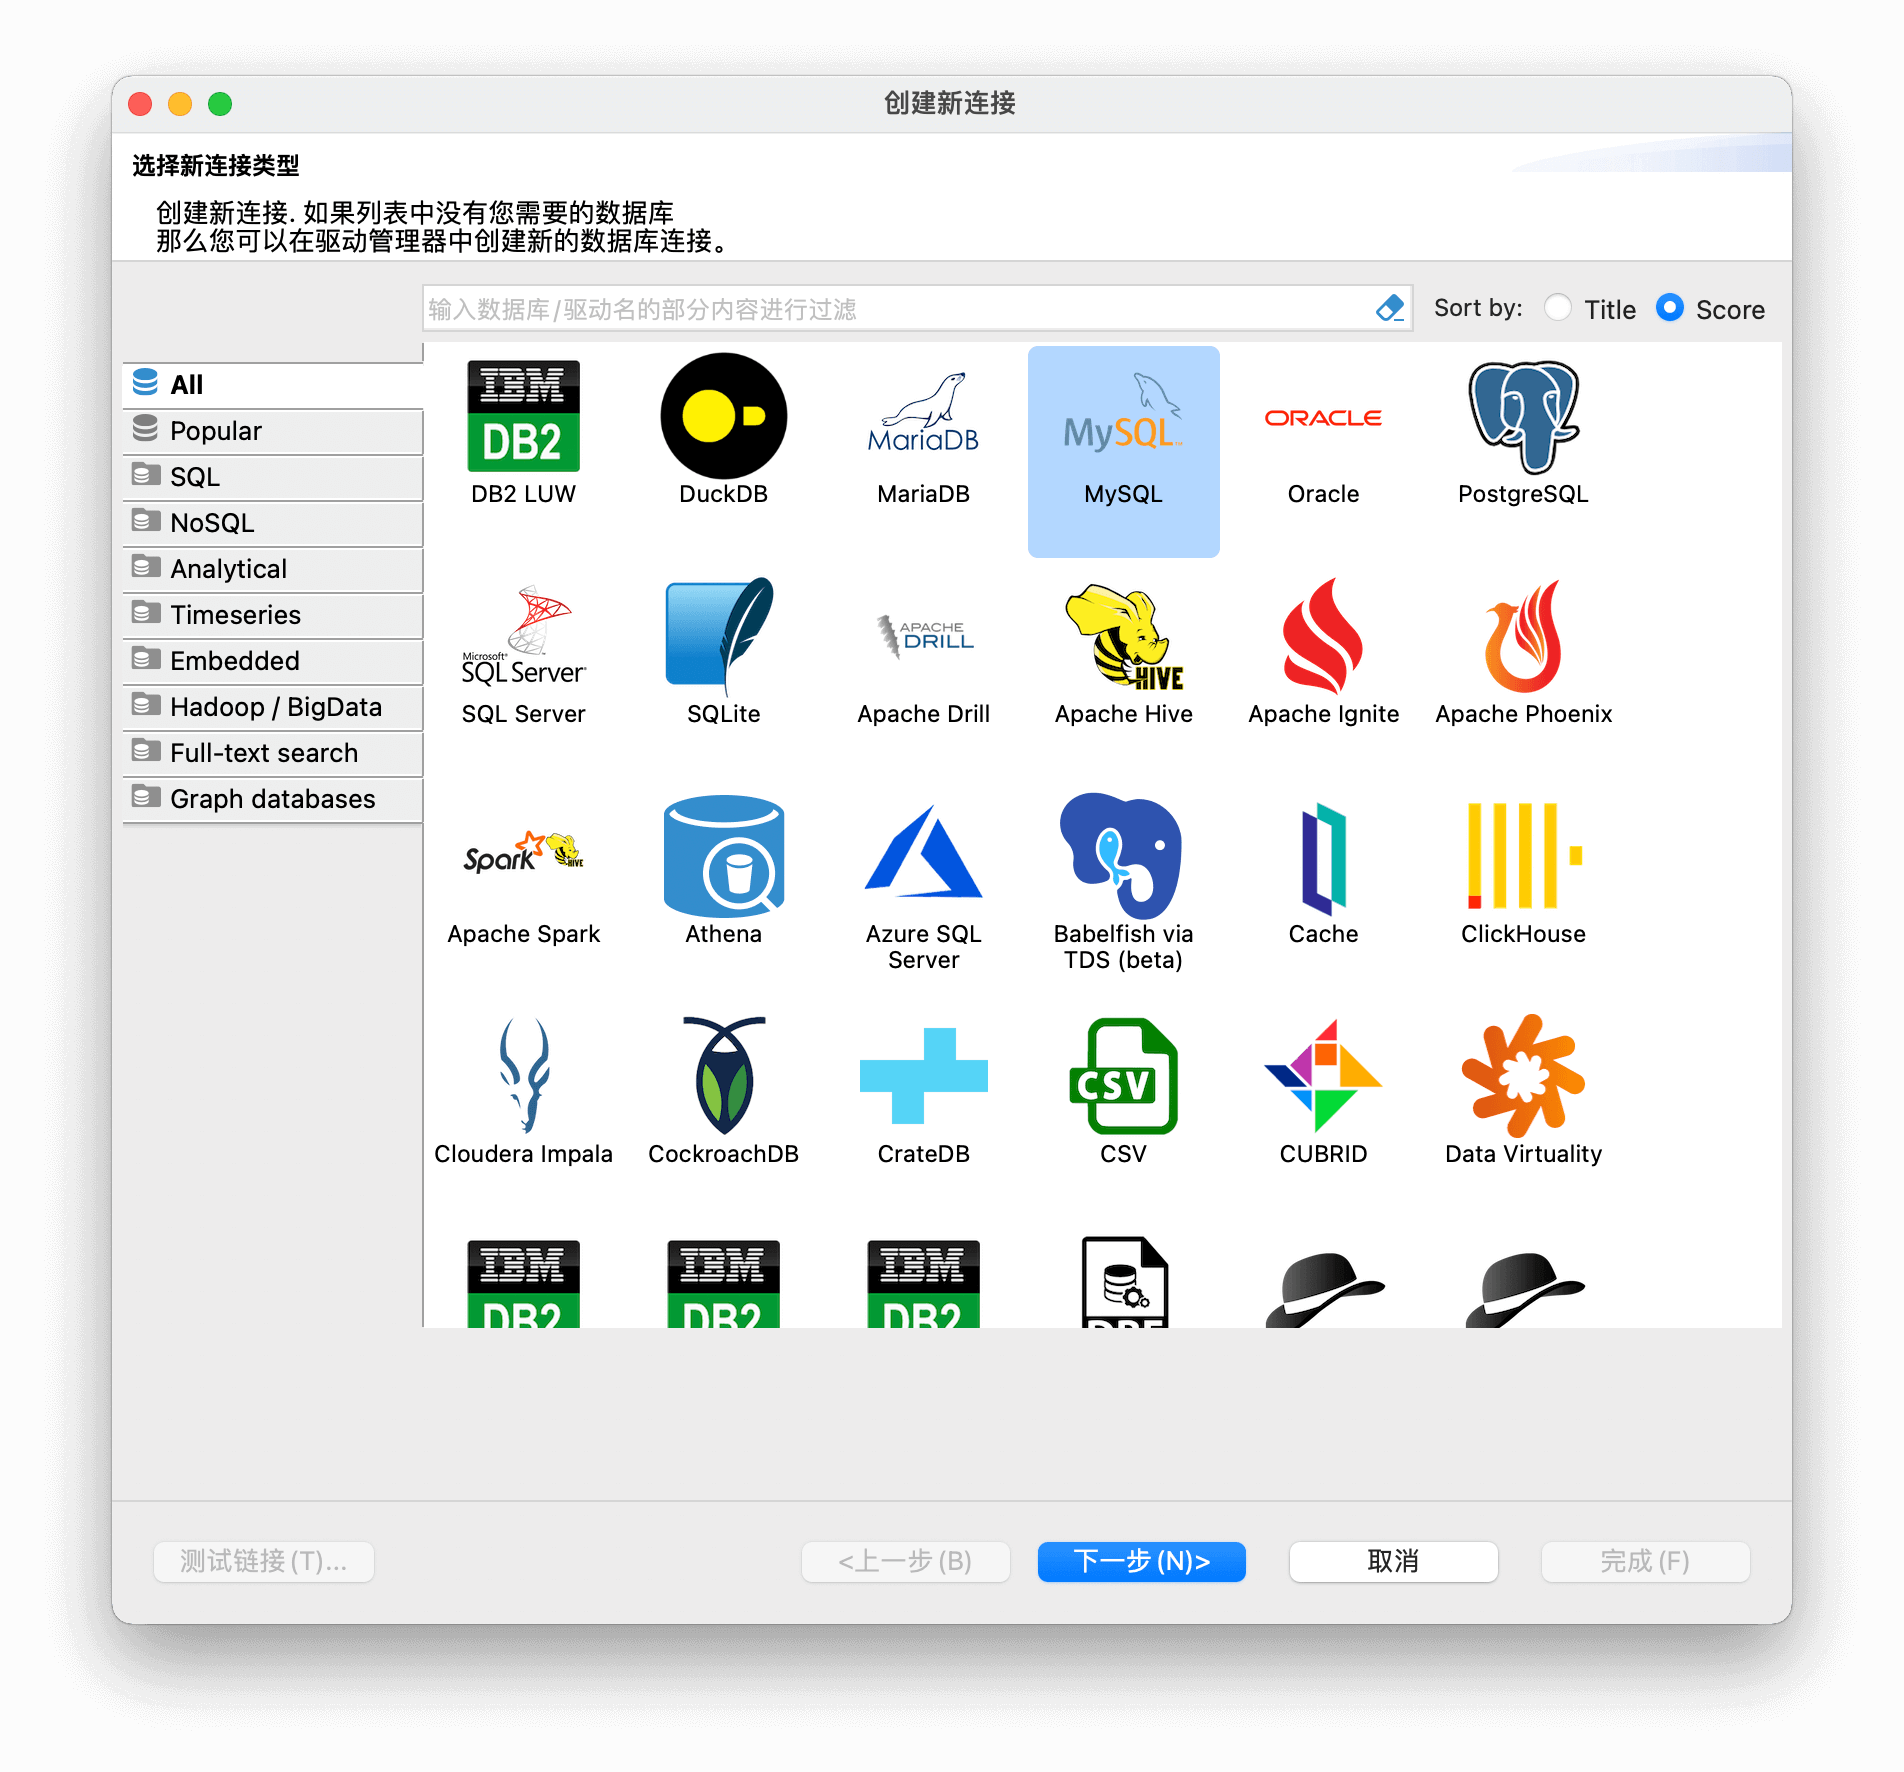 创建新连接
选择新连接类型
创建新连接. 如果列表中没有您需要的数据库
那么您可以在驱动管理器中创建新的数据库连接。
输入数据库/驱动名的部分内容进行过滤
Sort by:
Title
Score
All
Popular
SQL
NoSQL
Analytical
Timeseries
Embedded
Hadoop / BigData
Full-text search
Graph databases
IBM
DB2
DB2 LUW
DuckDB
MariaDB
MariaDB
MySQL
MySQL
ORACLE
Oracle
PostgreSQL
Microsoft
SQL Server
SQL Server
SQLite
APACHE
DRILL
Apache Drill
HIVE
Apache Hive
Apache Ignite
Apache Phoenix
Spark
HIVE
Apache Spark
Athena
Azure SQL
Server
Babelfish via
TDS (beta)
Cache
ClickHouse
Cloudera Impala
CockroachDB
CrateDB
CSV
CSV
CUBRID
Data Virtuality
IBM
DB2
IBM
DB2
IBM
DB2
DBF
测试链接(T)...
<上一步(B)
下一步(N)>
取消
完成(F)